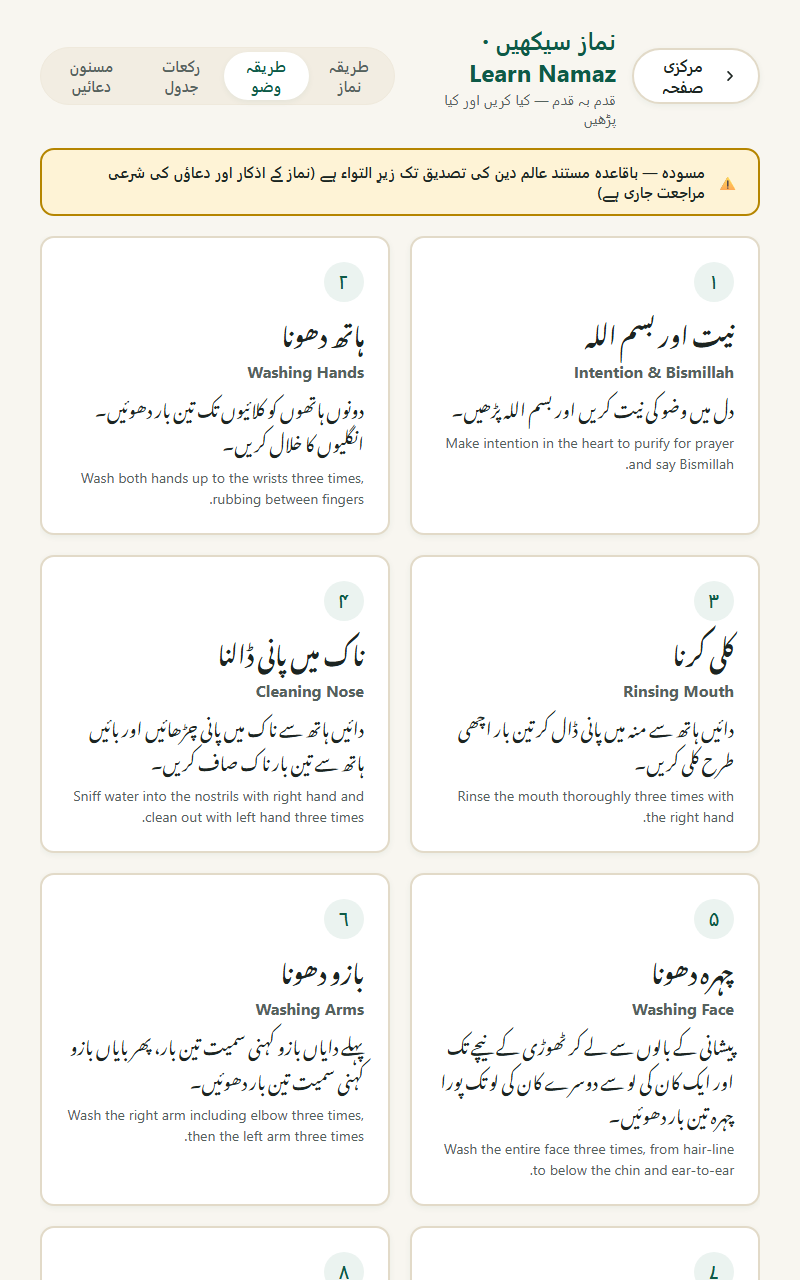 مرکزی
صفحہ
نماز سیکھیں ·
Learn Namaz
قدم بہ قدم — کیا کریں اور کیا
پڑھیں
طریقہ
نماز
طریقہ
وضو
رکعات
جدول
مسنون
دعائیں
⚠️ مسودہ — باقاعدہ مستند عالم دین کی تصدیق تک زیرِ التواء ہے (نماز کے اذکار اور دعاؤں کی شرعی
مراجعت جاری ہے)
۱
نیت اور بسم اللہ
Intention & Bismillah
دل میں وضو کی نیت کریں اور بسم اللہ پڑھیں۔
Make intention in the heart to purify for prayer
and say Bismillah.
۲
ہاتھ دھونا
Washing Hands
دونوں ہاتھوں کو کلائیوں تک تین بار دھوئیں۔
انگلیوں کا خلال کریں۔
Wash both hands up to the wrists three times,
rubbing between fingers.
۳
کلی کرنا
Rinsing Mouth
دائیں ہاتھ سے منہ میں پانی ڈال کر تین بار اچھی
طرح کلی کریں۔
Rinse the mouth thoroughly three times with
the right hand.
۴
ناک میں پانی ڈالنا
Cleaning Nose
دائیں ہاتھ سے ناک میں پانی چڑھائیں اور بائیں
ہاتھ سے تین بار ناک صاف کریں۔
Sniff water into the nostrils with right hand and
clean out with left hand three times.
۵
چہرہ دھونا
Washing Face
پیشانی کے بالوں سے لے کر ٹھوڑی کے نیچے تک
اور ایک کان کی لو سے دوسرے کان کی لو تک پورا
چہرہ تین بار دھوئیں۔
Wash the entire face three times, from hair-line
to below the chin and ear-to-ear.
۶
بازو دھونا
Washing Arms
پہلے دایاں بازو کہنی سمیت تین بار، پھر بایاں بازو
کہنی سمیت تین بار دھوئیں۔
Wash the right arm including elbow three times,
then the left arm three times.
۷
۸